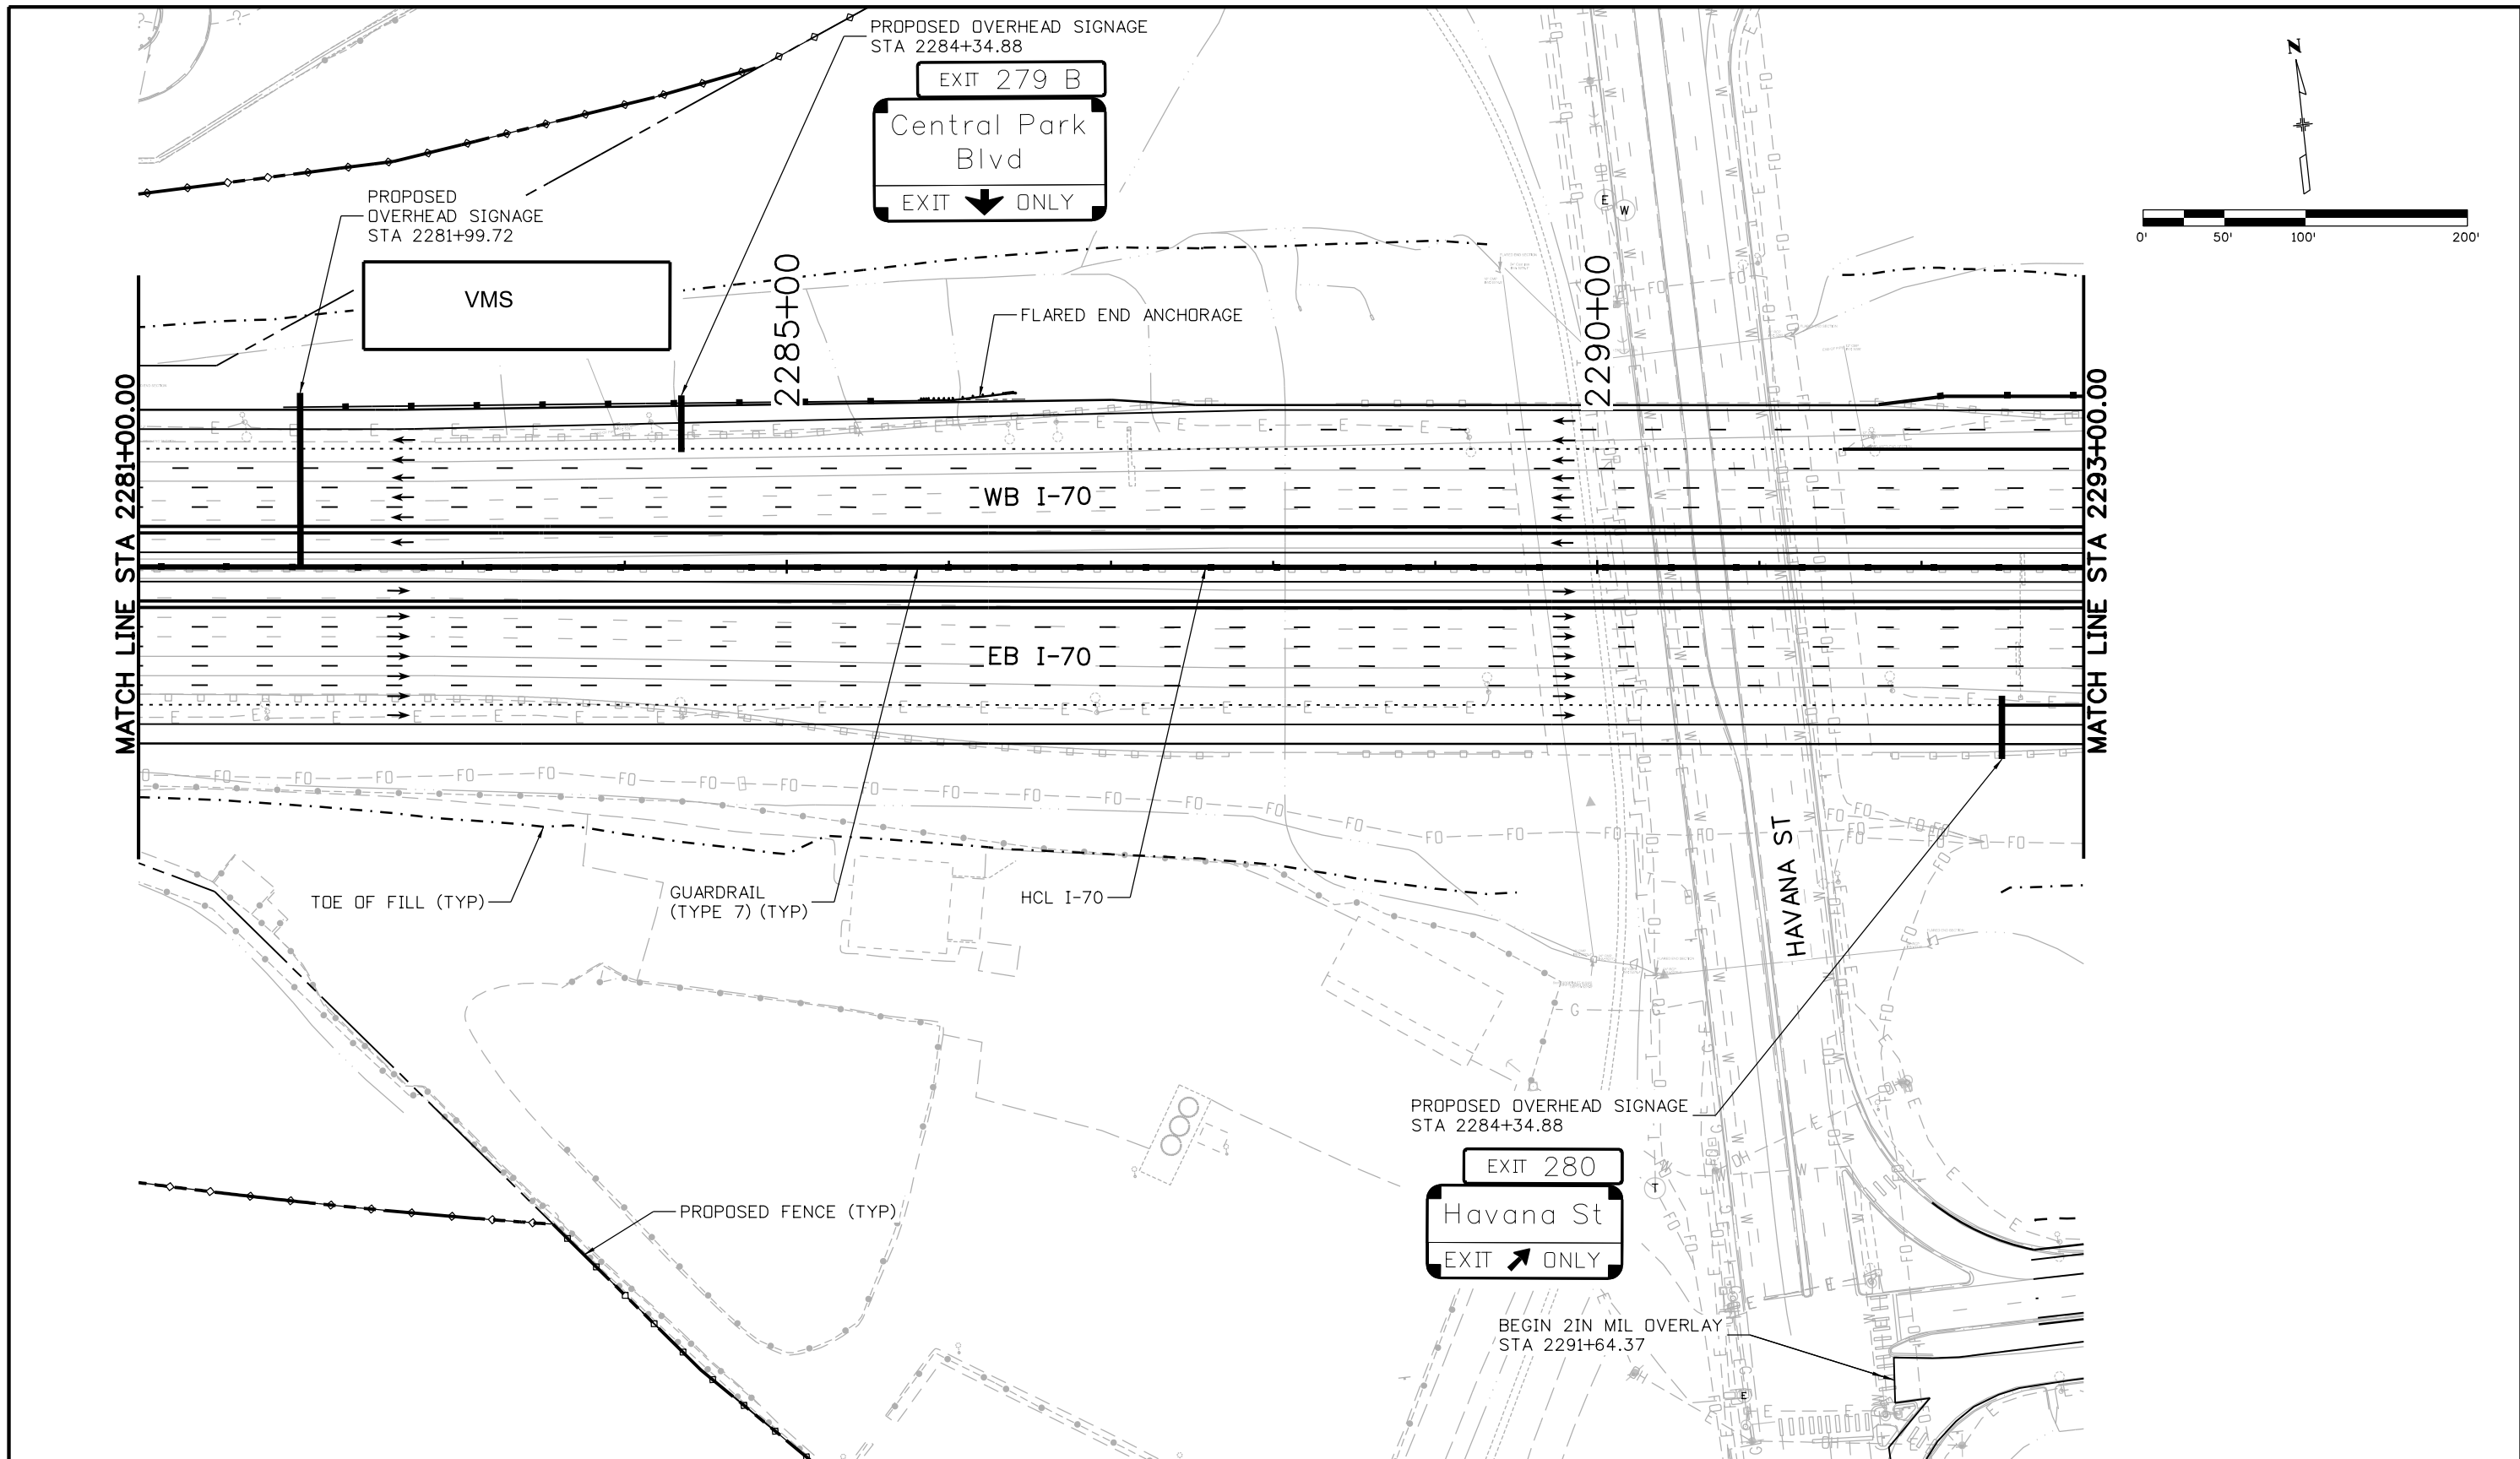 PROPOSED OVERHEAD SIGNAGE
STA 2284+34.88
EXIT 279 B
Central Park
Blvd
EXIT ONLY
N
0' 50' 100' 200'
PROPOSED
OVERHEAD SIGNAGE
STA 2281+99.72
VMS
2285+00
FLARED END ANCHORAGE
2290+00
E
W
MATCH LINE STA 2281+00.00
MATCH LINE STA 2293+00.00
WB I-70
EB I-70
TOE OF FILL (TYP)
GUARDRAIL
(TYPE 7) (TYP)
HCL I-70
HAVANA ST
PROPOSED OVERHEAD SIGNAGE
STA 2284+34.88
EXIT 280
Havana St
EXIT ONLY
T
PROPOSED FENCE (TYP)
BEGIN 2IN MIL OVERLAY
STA 2291+64.37
E